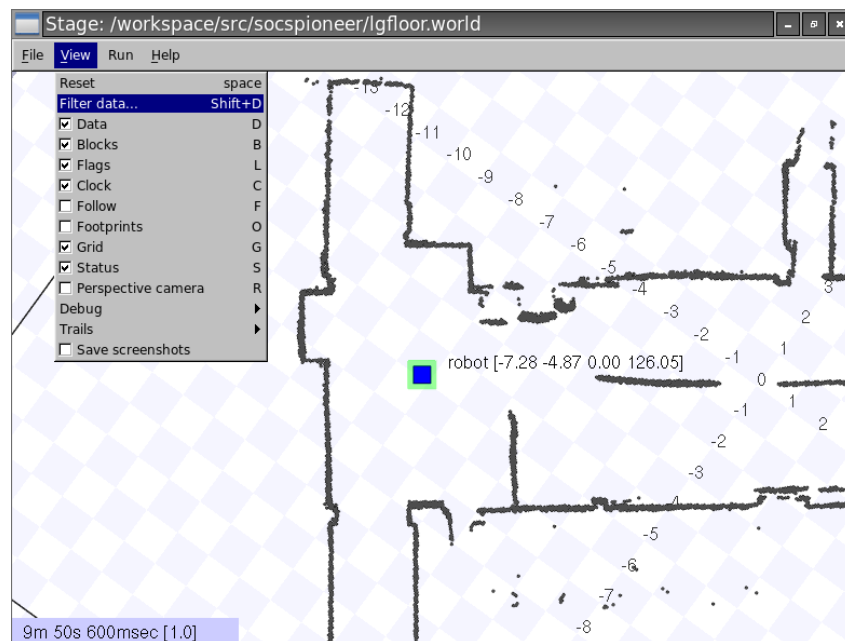 Stage: /workspace/src/socspioneer/lgfloor.world
File View Run Help
Reset space
Filter data... Shift+D
Data D
Blocks B
Flags L
Clock C
Follow F
Footprints O
Grid G
Status S
Perspective camera R
Debug
Trails
Save screenshots
-13
-12
-11
-10
-9
-8
-7
-6
-5
-4
-3
-2
-1
0
1
2
3
robot [-7.28 -4.87 0.00 126.05]
1
2
-1
-2
-3
-4
-5
-6
-7
-8
9m 50s 600msec [1.0]